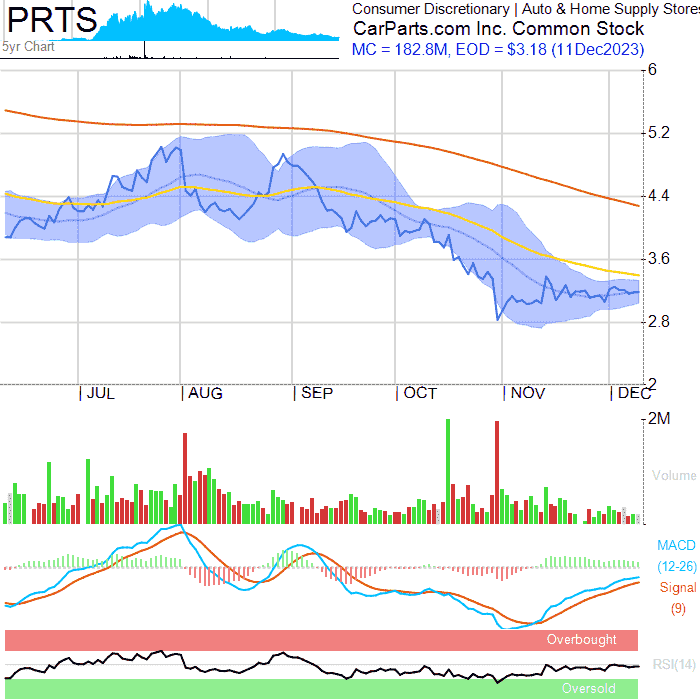 PRTS
5yr Chart
Consumer Discretionary | Auto & Home Supply Stores
CarParts.com Inc. Common Stock
MC = 182.8M, EOD = $3.18 (11Dec2023)
6
5.2
4.4
3.6
2.8
2
| JUL | AUG | SEP | OCT | NOV | DEC
2M
Volume
MACD
(12-26)
Signal
(9)
Overbought
RSI(14)
Oversold